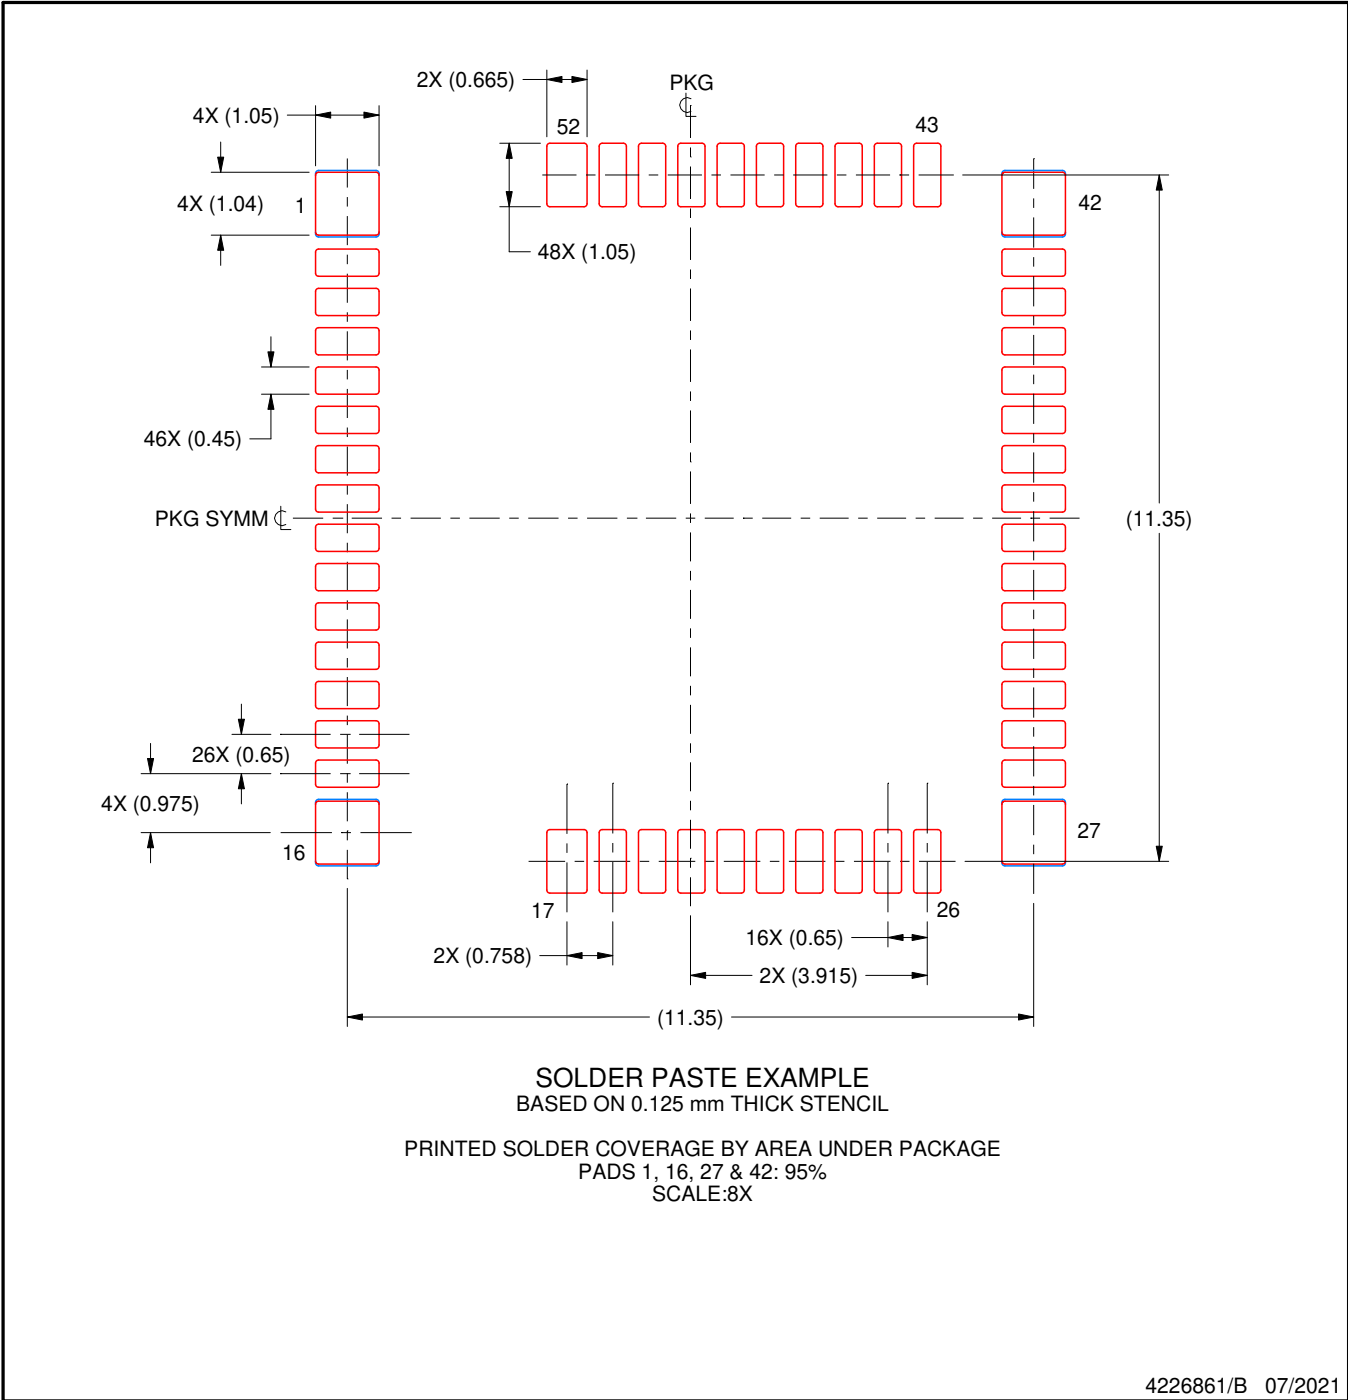 2X (0.665)
PKG
4X (1.05)
52
43
4X (1.04)
1
42
48X (1.05)
46X (0.45)
PKG SYMM
(11.35)
26X (0.65)
4X (0.975)
16
27
17
26
2X (0.758)
16X (0.65)
2X (3.915)
(11.35)
SOLDER PASTE EXAMPLE
BASED ON 0.125 mm THICK STENCIL
PRINTED SOLDER COVERAGE BY AREA UNDER PACKAGE
PADS 1, 16, 27 & 42: 95%
SCALE:8X
4226861/B 07/2021